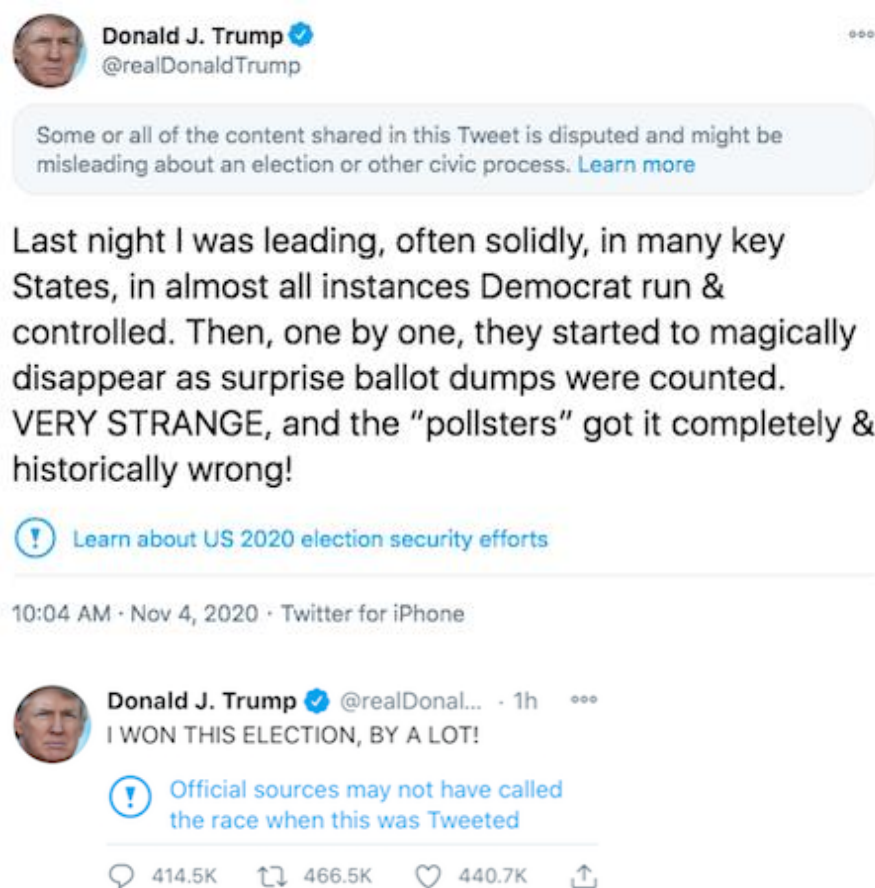 Donald J. Trump
@realDonaldTrump
Some or all of the content shared in this Tweet is disputed and might be
misleading about an election or other civic process. Learn more
Last night I was leading, often solidly, in many key
States, in almost all instances Democrat run &
controlled. Then, one by one, they started to magically
disappear as surprise ballot dumps were counted.
VERY STRANGE, and the “pollsters” got it completely &
historically wrong!
Learn about US 2020 election security efforts
10:04 AM · Nov 4, 2020 · Twitter for iPhone
Donald J. Trump @realDonal... · 1h
I WON THIS ELECTION, BY A LOT!
Official sources may not have called
the race when this was Tweeted
414.5K 466.5K 440.7K